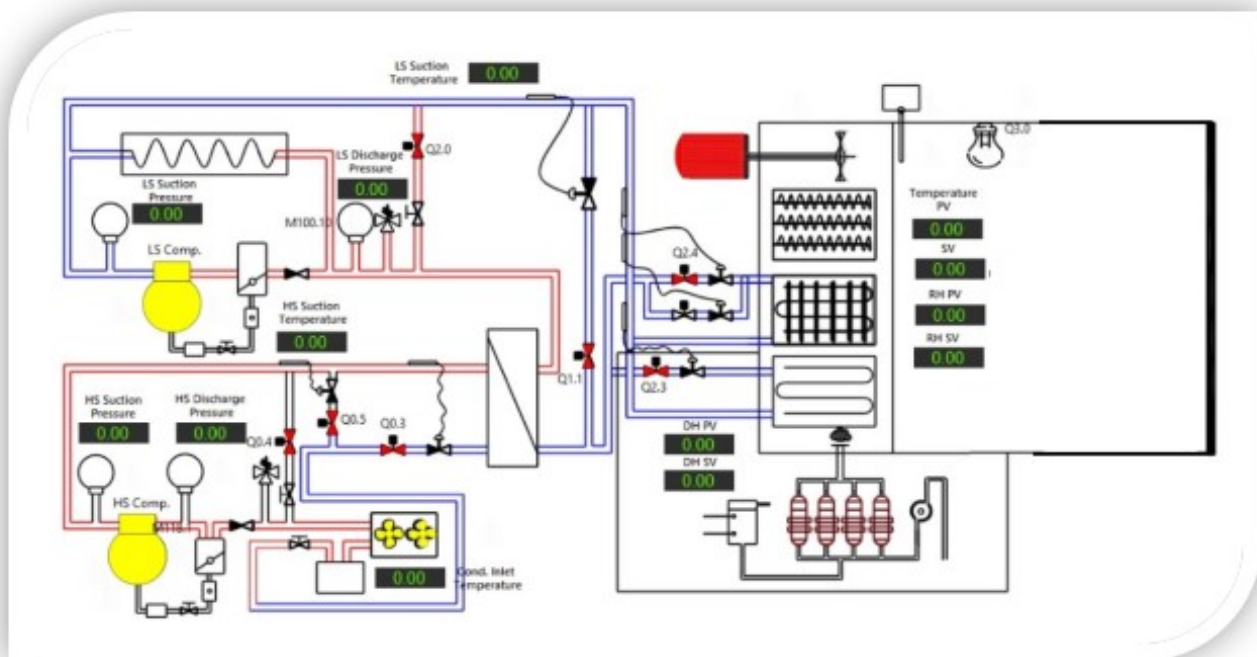 LS Suction
Temperature
0.00
Q3.0
Q2.0
LS Discharge
Pressure
0.00
LS Suction
Pressure
0.00
M100.10
LS Comp.
Temperature
PV
0.00
SV
0.00
RH PV
0.00
RH SV
0.00
Q2.4
HS Suction
Temperature
0.00
Q1.1
Q2.3
HS Suction
Pressure
0.00
HS Discharge
Pressure
0.00
Q0.5
Q0.3
Q0.4
DH PV
0.00
DH SV
0.00
HS Comp.
0.00
Cond. Inlet
Temperature